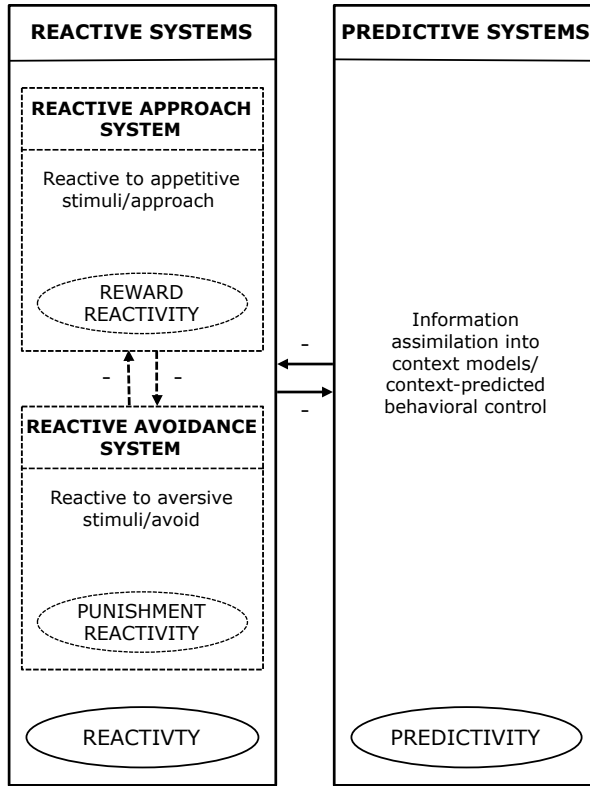 REACTIVE SYSTEMS
REACTIVE APPROACH
SYSTEM
Reactive to appetitive
stimuli/approach
REWARD
REACTIVITY
-
-
REACTIVE AVOIDANCE
SYSTEM
Reactive to aversive
stimuli/avoid
PUNISHMENT
REACTIVITY
REACTIVTY
-
-
PREDICTIVE SYSTEMS
Information
assimilation into
context models/
context-predicted
behavioral control
PREDICTIVITY